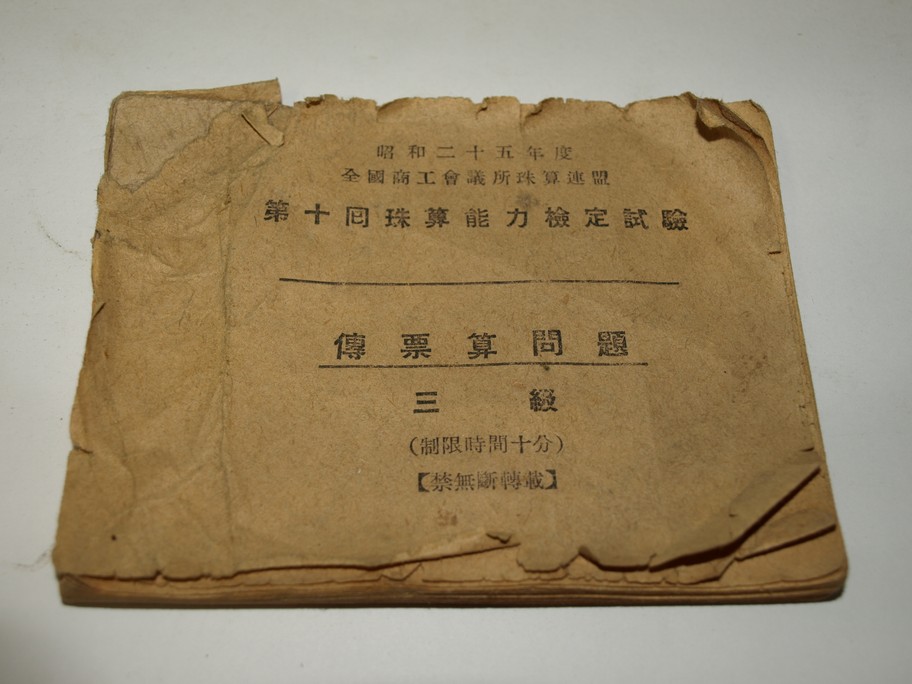 昭和二十五年度
全國商工會議所珠算連盟
第十回珠算能力檢定試驗
傳票算問題
三級
(制限時間十分)
【禁無斷轉載】